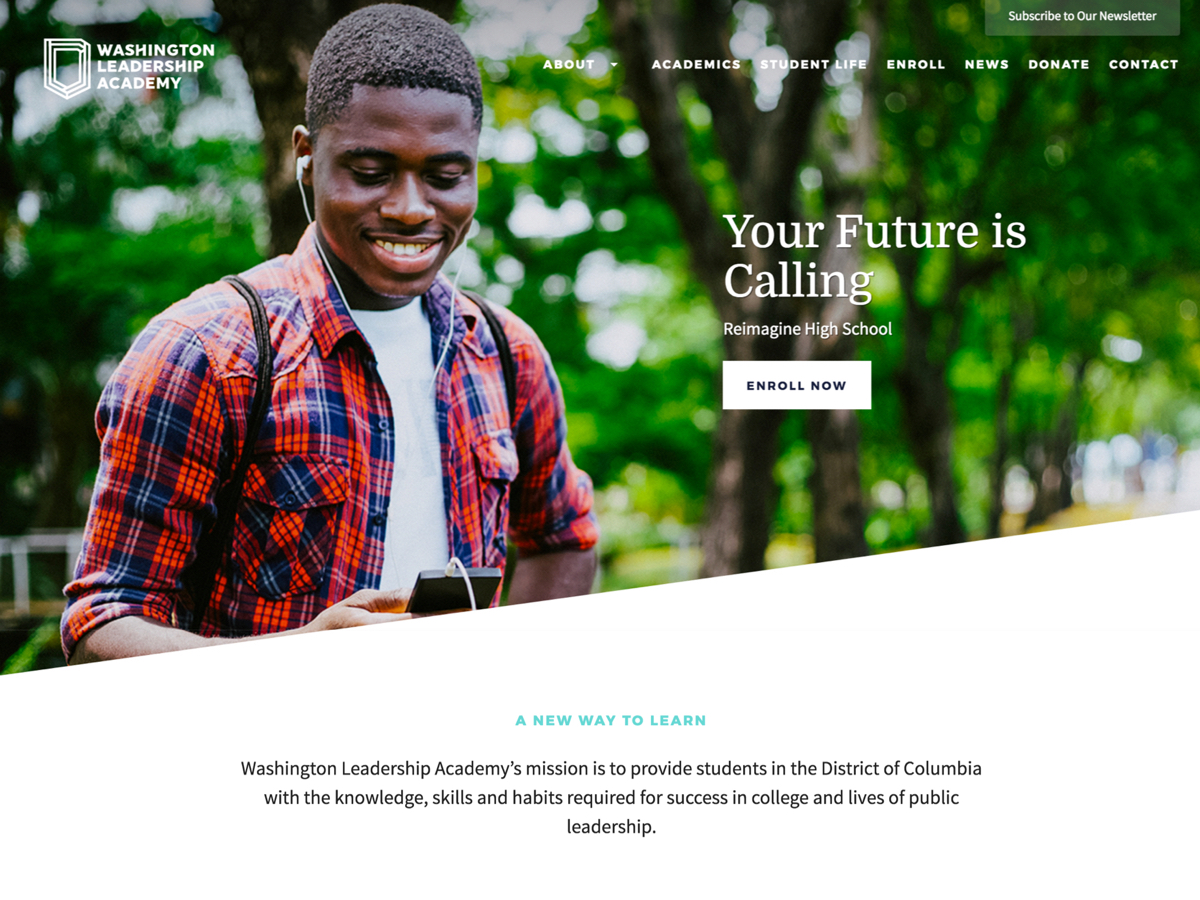 Subscribe to Our Newsletter
WASHINGTON
LEADERSHIP
ACADEMY
ABOUT ACADEMICS STUDENT LIFE ENROLL NEWS DONATE CONTACT
Your Future is
Calling
Reimagine High School
ENROLL NOW
A NEW WAY TO LEARN
Washington Leadership Academy’s mission is to provide students in the District of Columbia
with the knowledge, skills and habits required for success in college and lives of public
leadership.